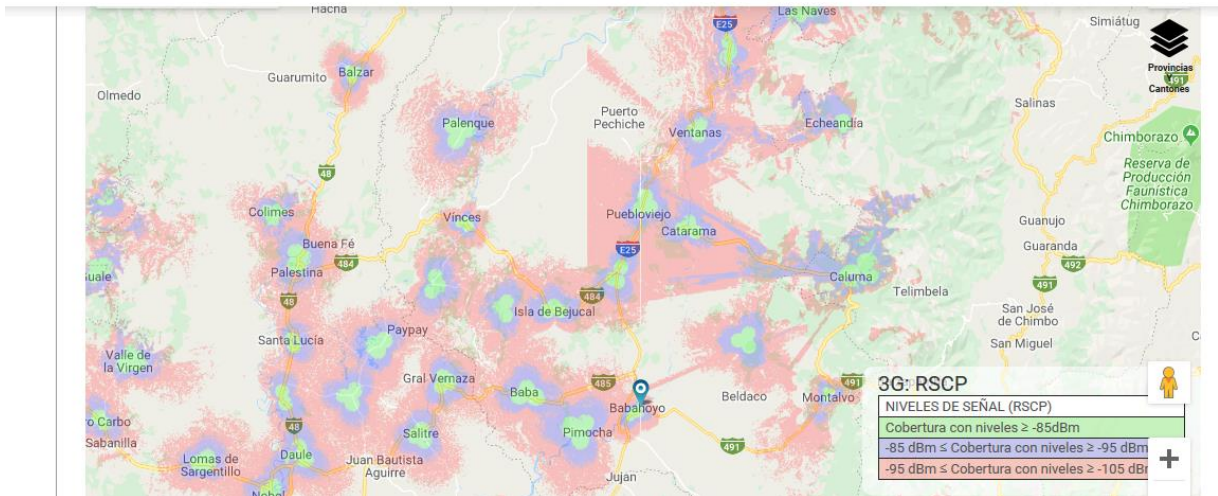 Hacha
Las Naves
Simiátug
E25
Provincias
Y
Cantones
491
Guarumito
Balzar
Olmedo
Salinas
Puerto
Pechiche
Palenque
Ventanas
Echeandía
Chimborazo
Reserva de
Producción
Faunística
Chimborazo
48
Colimes
Vinces
Puebloviejo
Catarama
Guanujo
Buena Fé
484
E25
Guaranda
492
Palestina
Caluma
491
Telimbela
48
484
Isla de Bejucal
San José
de Chimbo
Paypay
Santa Lucía
San Miguel
Valle de
la Virgen
Gral Vernaza
485
491
3G: RSCP
Baba
Babahoyo
Beldaco
Montalvo
NIVELES DE SEÑAL (RSCP)
Cobertura con niveles ≥ -85dBm
-85 dBm ≤ Cobertura con niveles ≥ -95 dBm
-95 dBm ≤ Cobertura con niveles ≥ -105 dBm
ro Carbo
48
Salitre
Pimocha
491
Sabanilla
Lomas de
Sargentillo
Daule
Juan Bautista
Aguirre
Jujan
Nobol
+